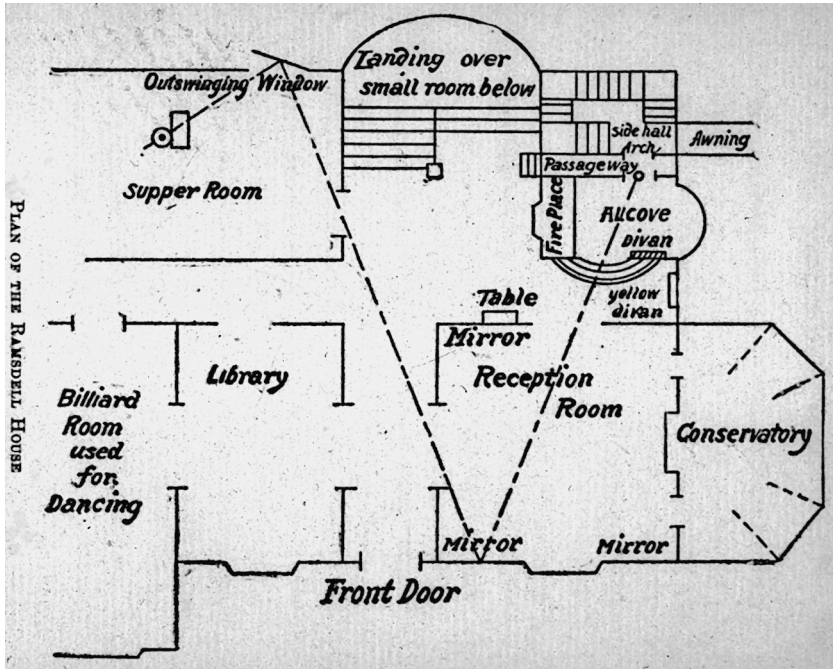 PLAN OF THE RAMSDELL HOUSE
Landing over
small room below
Outswinging Window
Side hall
Arch
Awning
Passageway
Supper Room
Fire Place
Allcove
Divan
Table
yellow
divan
Mirror
Library
Reception
Room
Billiard
Room
used
for
Dancing
Conservatory
Mirror
Mirror
Front Door